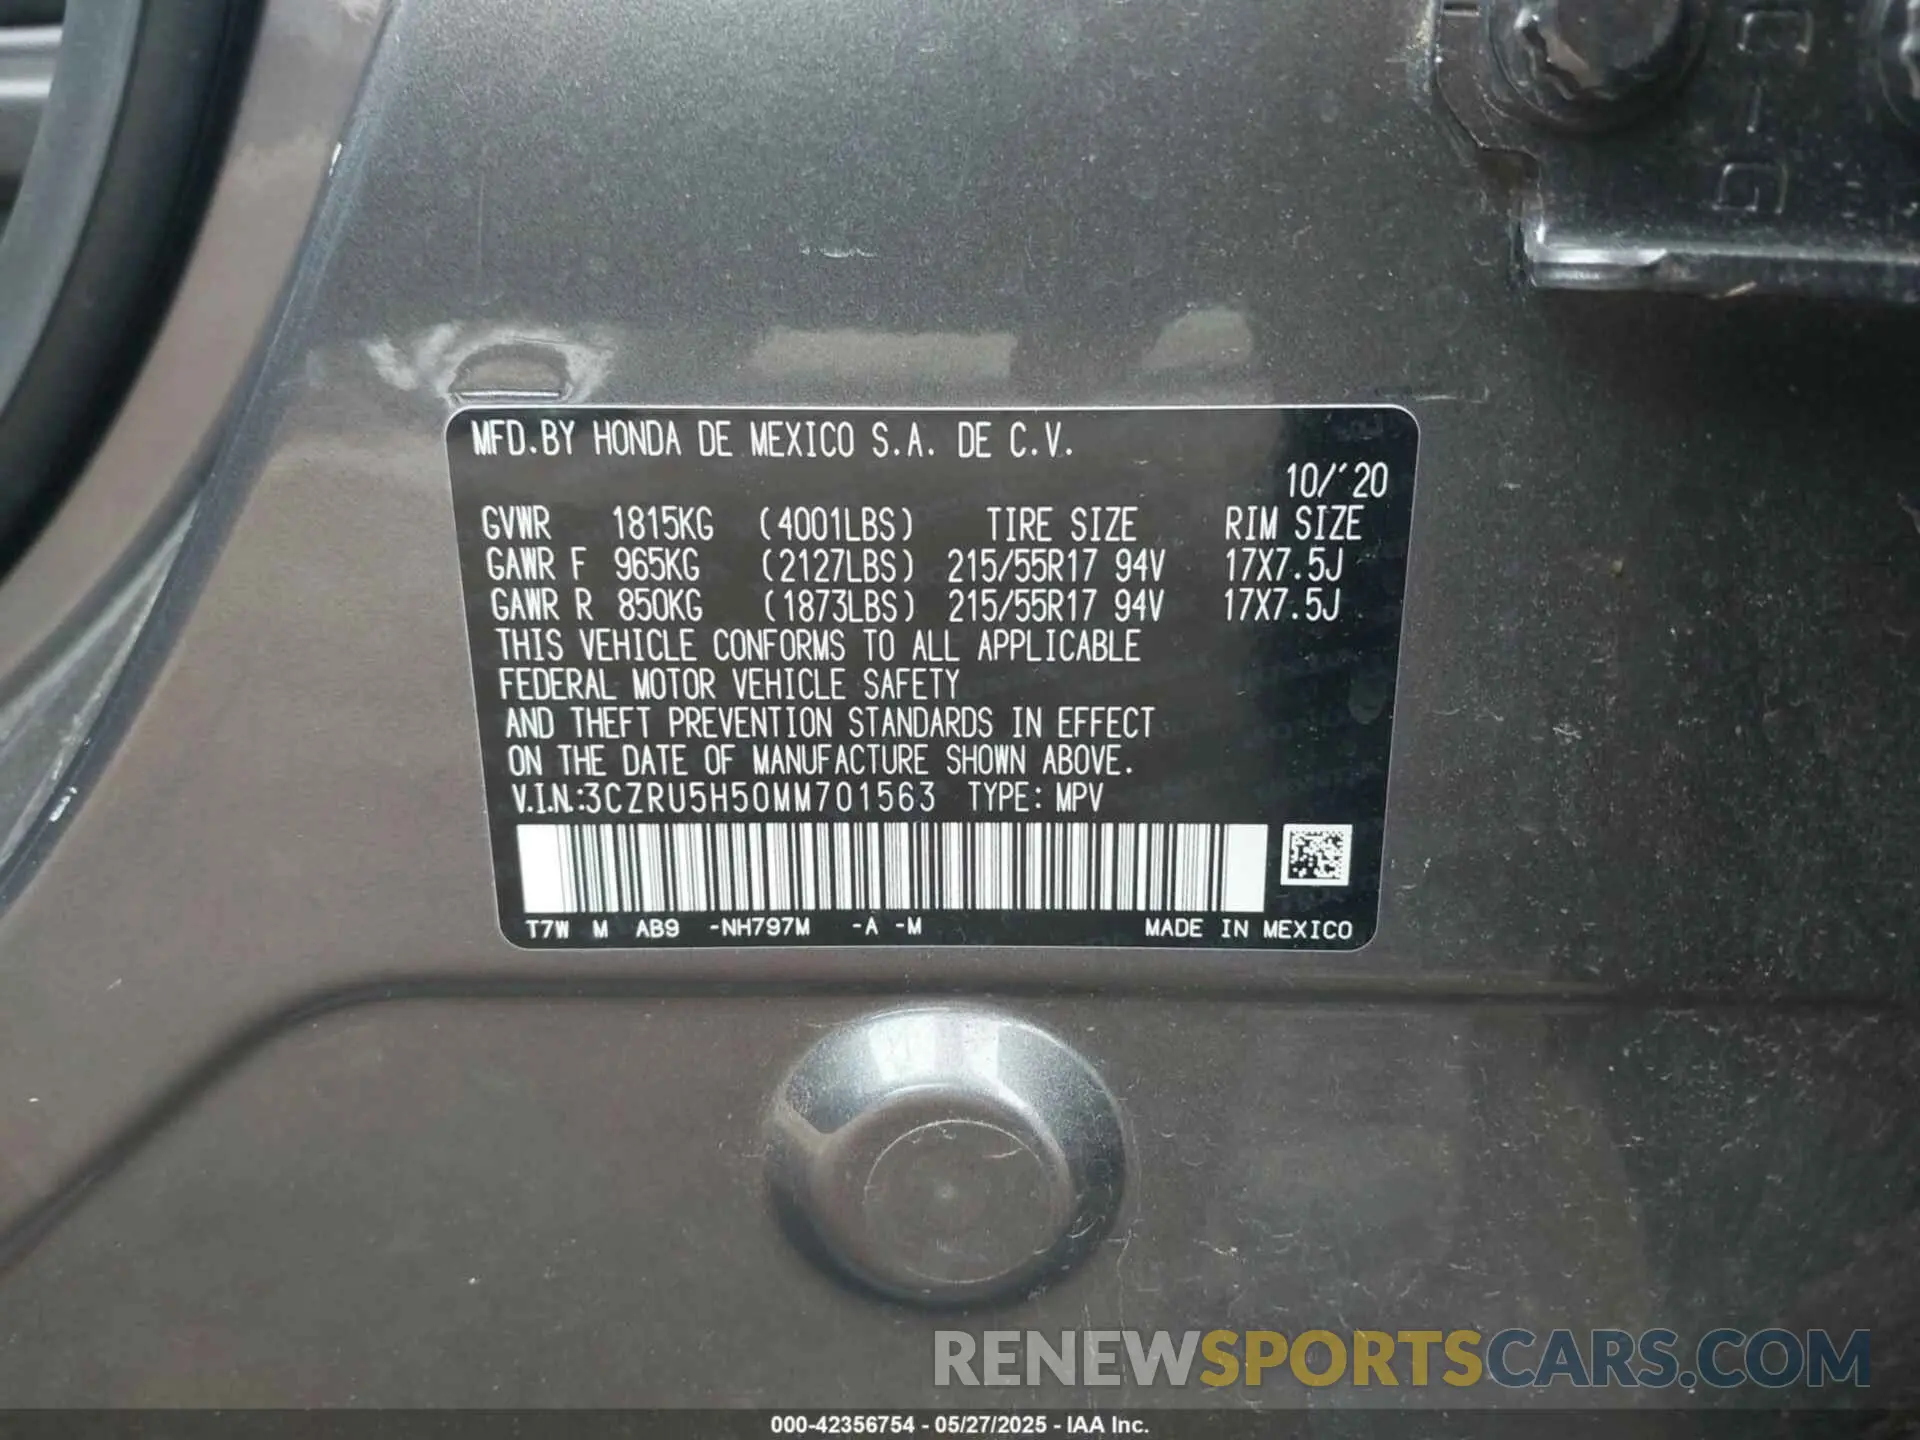 C-G
MFD.BY HONDA DE MEXICO S.A. DE C.V.
10/'20
GVWR 1815KG (4001LBS) TIRE SIZE RIM SIZE
GAWR F 965KG (2127LBS) 215/55R17 94V 17X7.5J
GAWR R 850KG (1873LBS) 215/55R17 94V 17X7.5J
THIS VEHICLE CONFORMS TO ALL APPLICABLE
FEDERAL MOTOR VEHICLE SAFETY
AND THEFT PREVENTION STANDARDS IN EFFECT
ON THE DATE OF MANUFACTURE SHOWN ABOVE.
V.I.N.:3CZRU5H50MM701563 TYPE: MPV
T7W M AB9 -NH797M -A -M MADE IN MEXICO
RENEWSPORTSCARS.COM
000-42356754 - 05/27/2025 - IAA Inc.